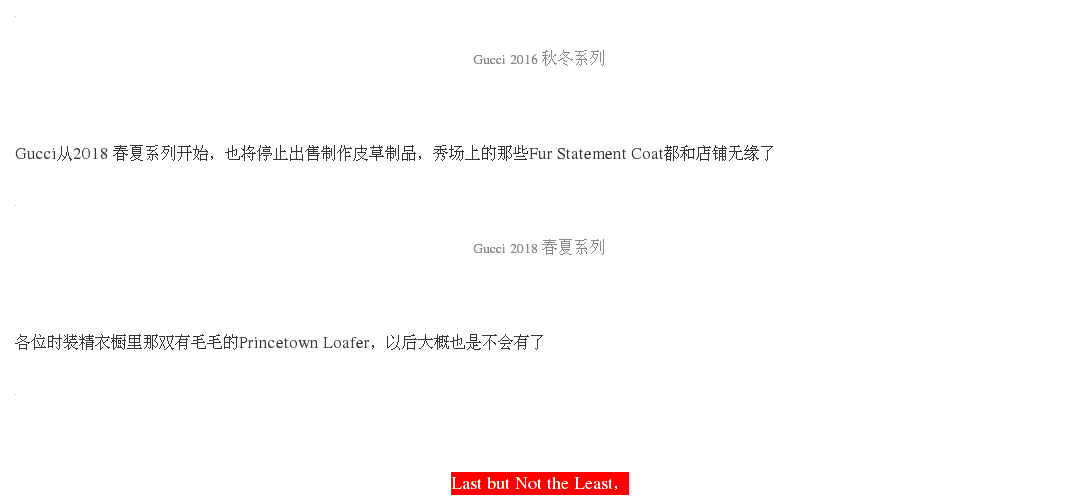 Gucci 2016 秋冬系列
Gucci从2018 春夏系列开始，也将停止出售制作皮草制品，秀场上的那些Fur Statement Coat都和店铺无缘了
Gucci 2018 春夏系列
各位时装精衣橱里那双有毛毛的Princetown Loafer，以后大概也是不会有了
Last but Not the Least，